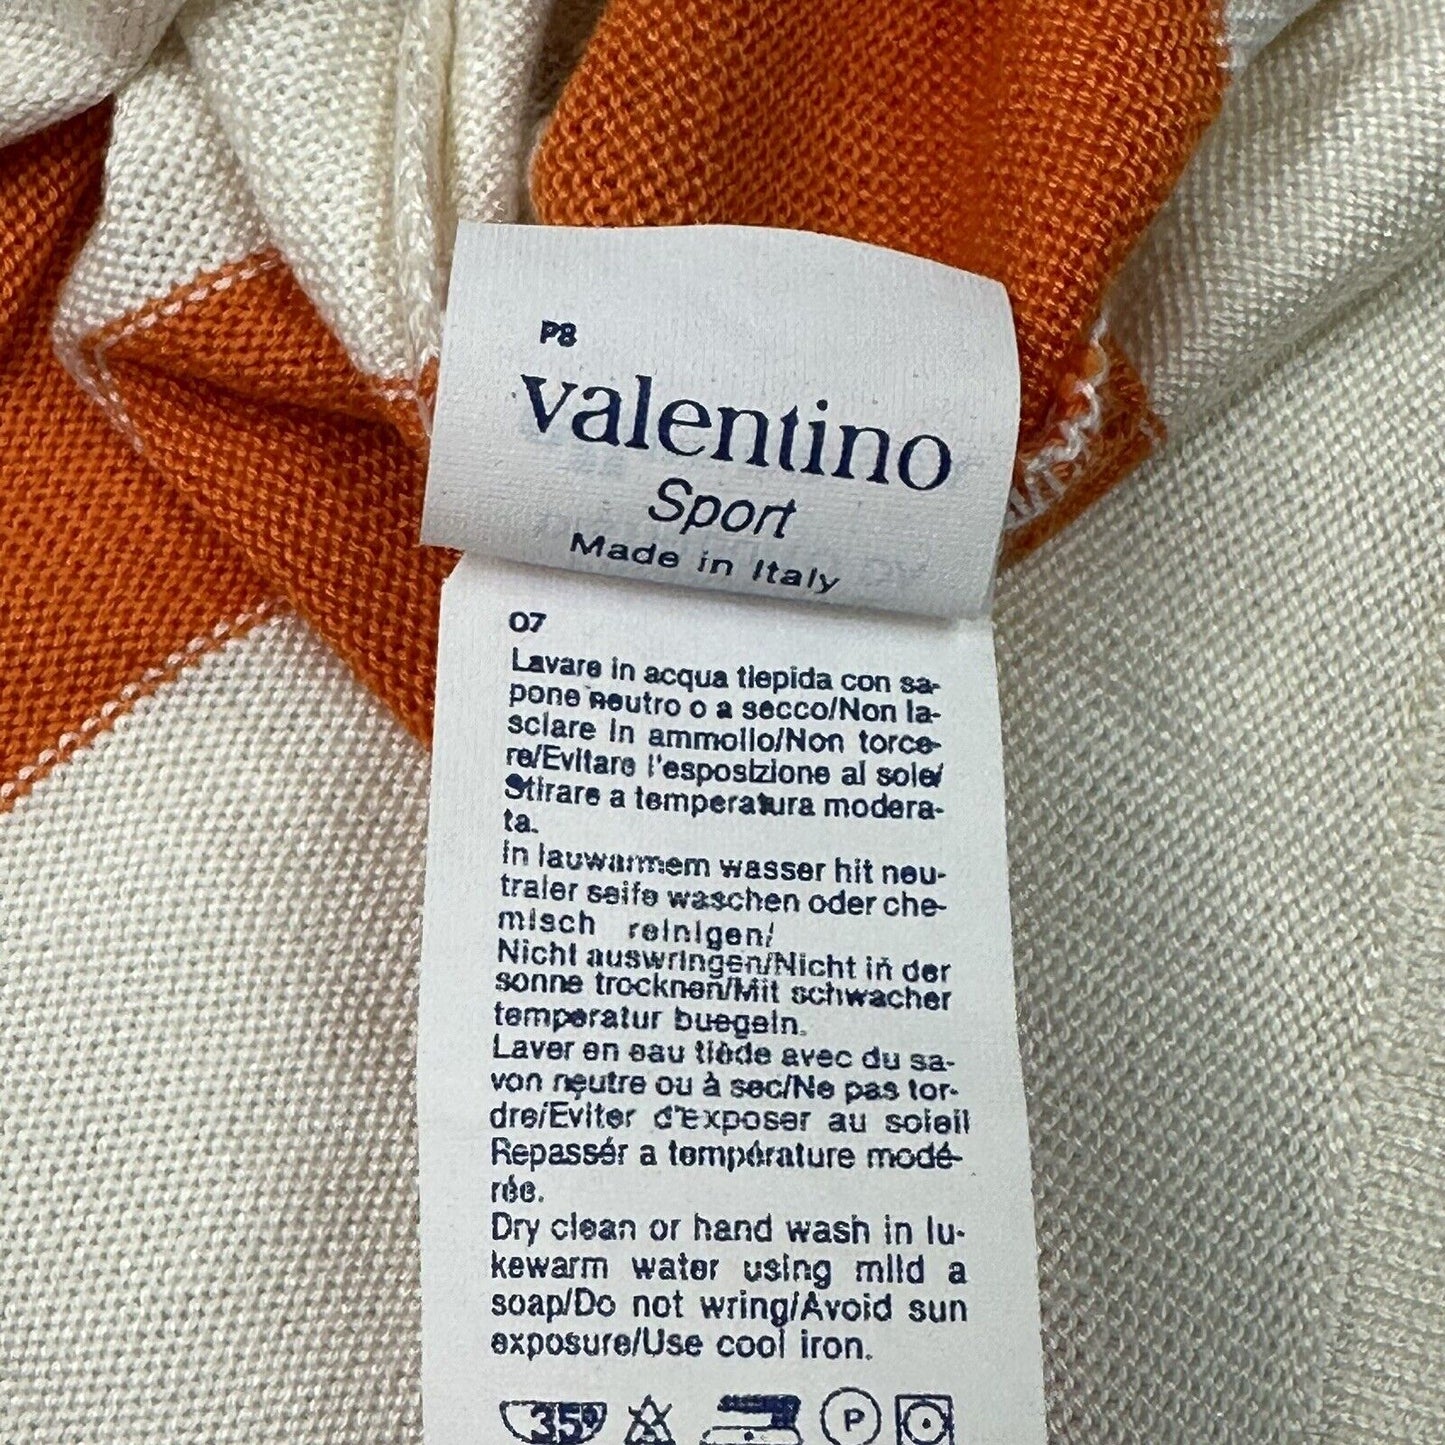 P8
valentino
Sport
Made in Italy
07
Lavare in acqua tiepida con sa-
pone neutro o a secco/Non la-
sciare in ammollo/Non torce-
re/Evitare l'esposizione al sole/
Stirare a temperatura modera-
ta.
In lauwarmem wasser hit neu-
traler seife waschen oder che-
misch reinigen/
Nicht auswringen/Nicht in der
sonne trocknen/Mit schwacher
temperatur buegeln.
Laver en eau tiède avec du sa-
von neutre ou à sec/Ne pas tor-
dre/Eviter d'exposer au soleil
Repassér a température modé-
rée.
Dry clean or hand wash in lu-
kewarm water using mild a
soap/Do not wring/Avoid sun
exposure/Use cool iron.
35°
P